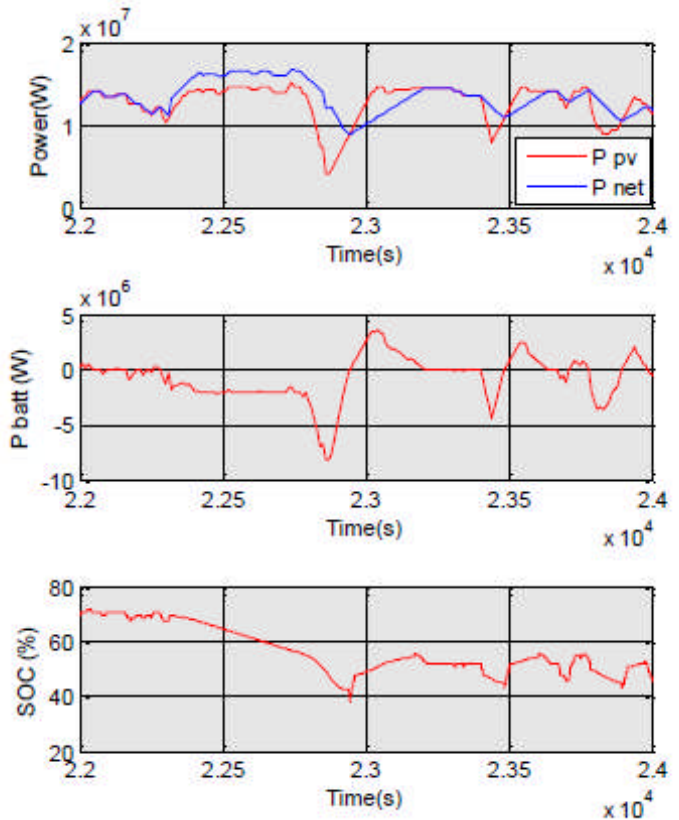 x 10^7
2
1
0
Power(W)
P pv
P net
2.2 2.25 2.3 2.35 2.4
Time(s)
x 10^4
x 10^6
5
0
-5
-10
P batt (W)
2.2 2.25 2.3 2.35 2.4
Time(s)
x 10^4
80
60
40
20
SOC (%)
2.2 2.25 2.3 2.35 2.4
Time(s)
x 10^4